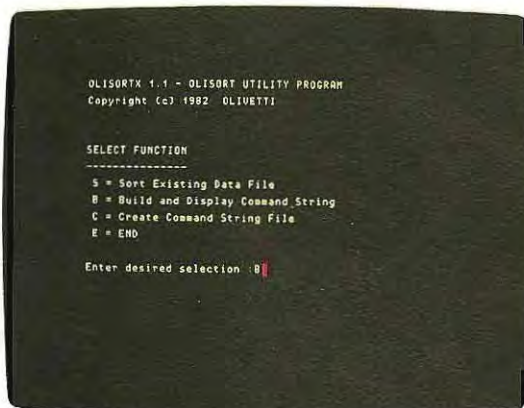 OLISORTX 1.1 - OLISORT UTILITY PROGRAM
Copyright (c) 1982 OLIVETTI
SELECT FUNCTION
---------------
S = Sort Existing Data File
B = Build and Display Command String
C = Create Command String File
E = END
Enter desired selection :B